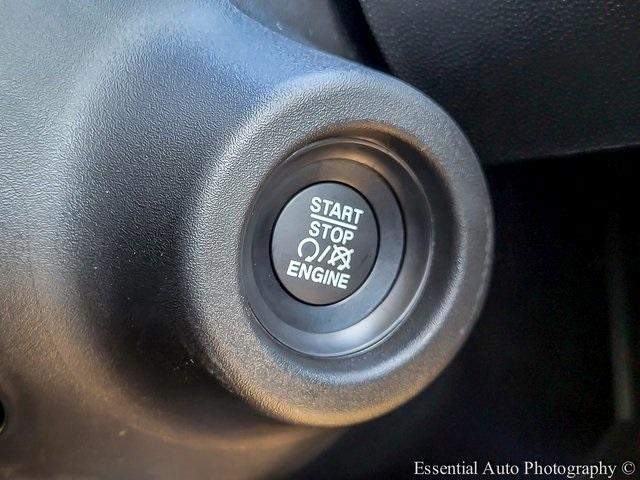 START
STOP
ENGINE
Essential Auto Photography ©